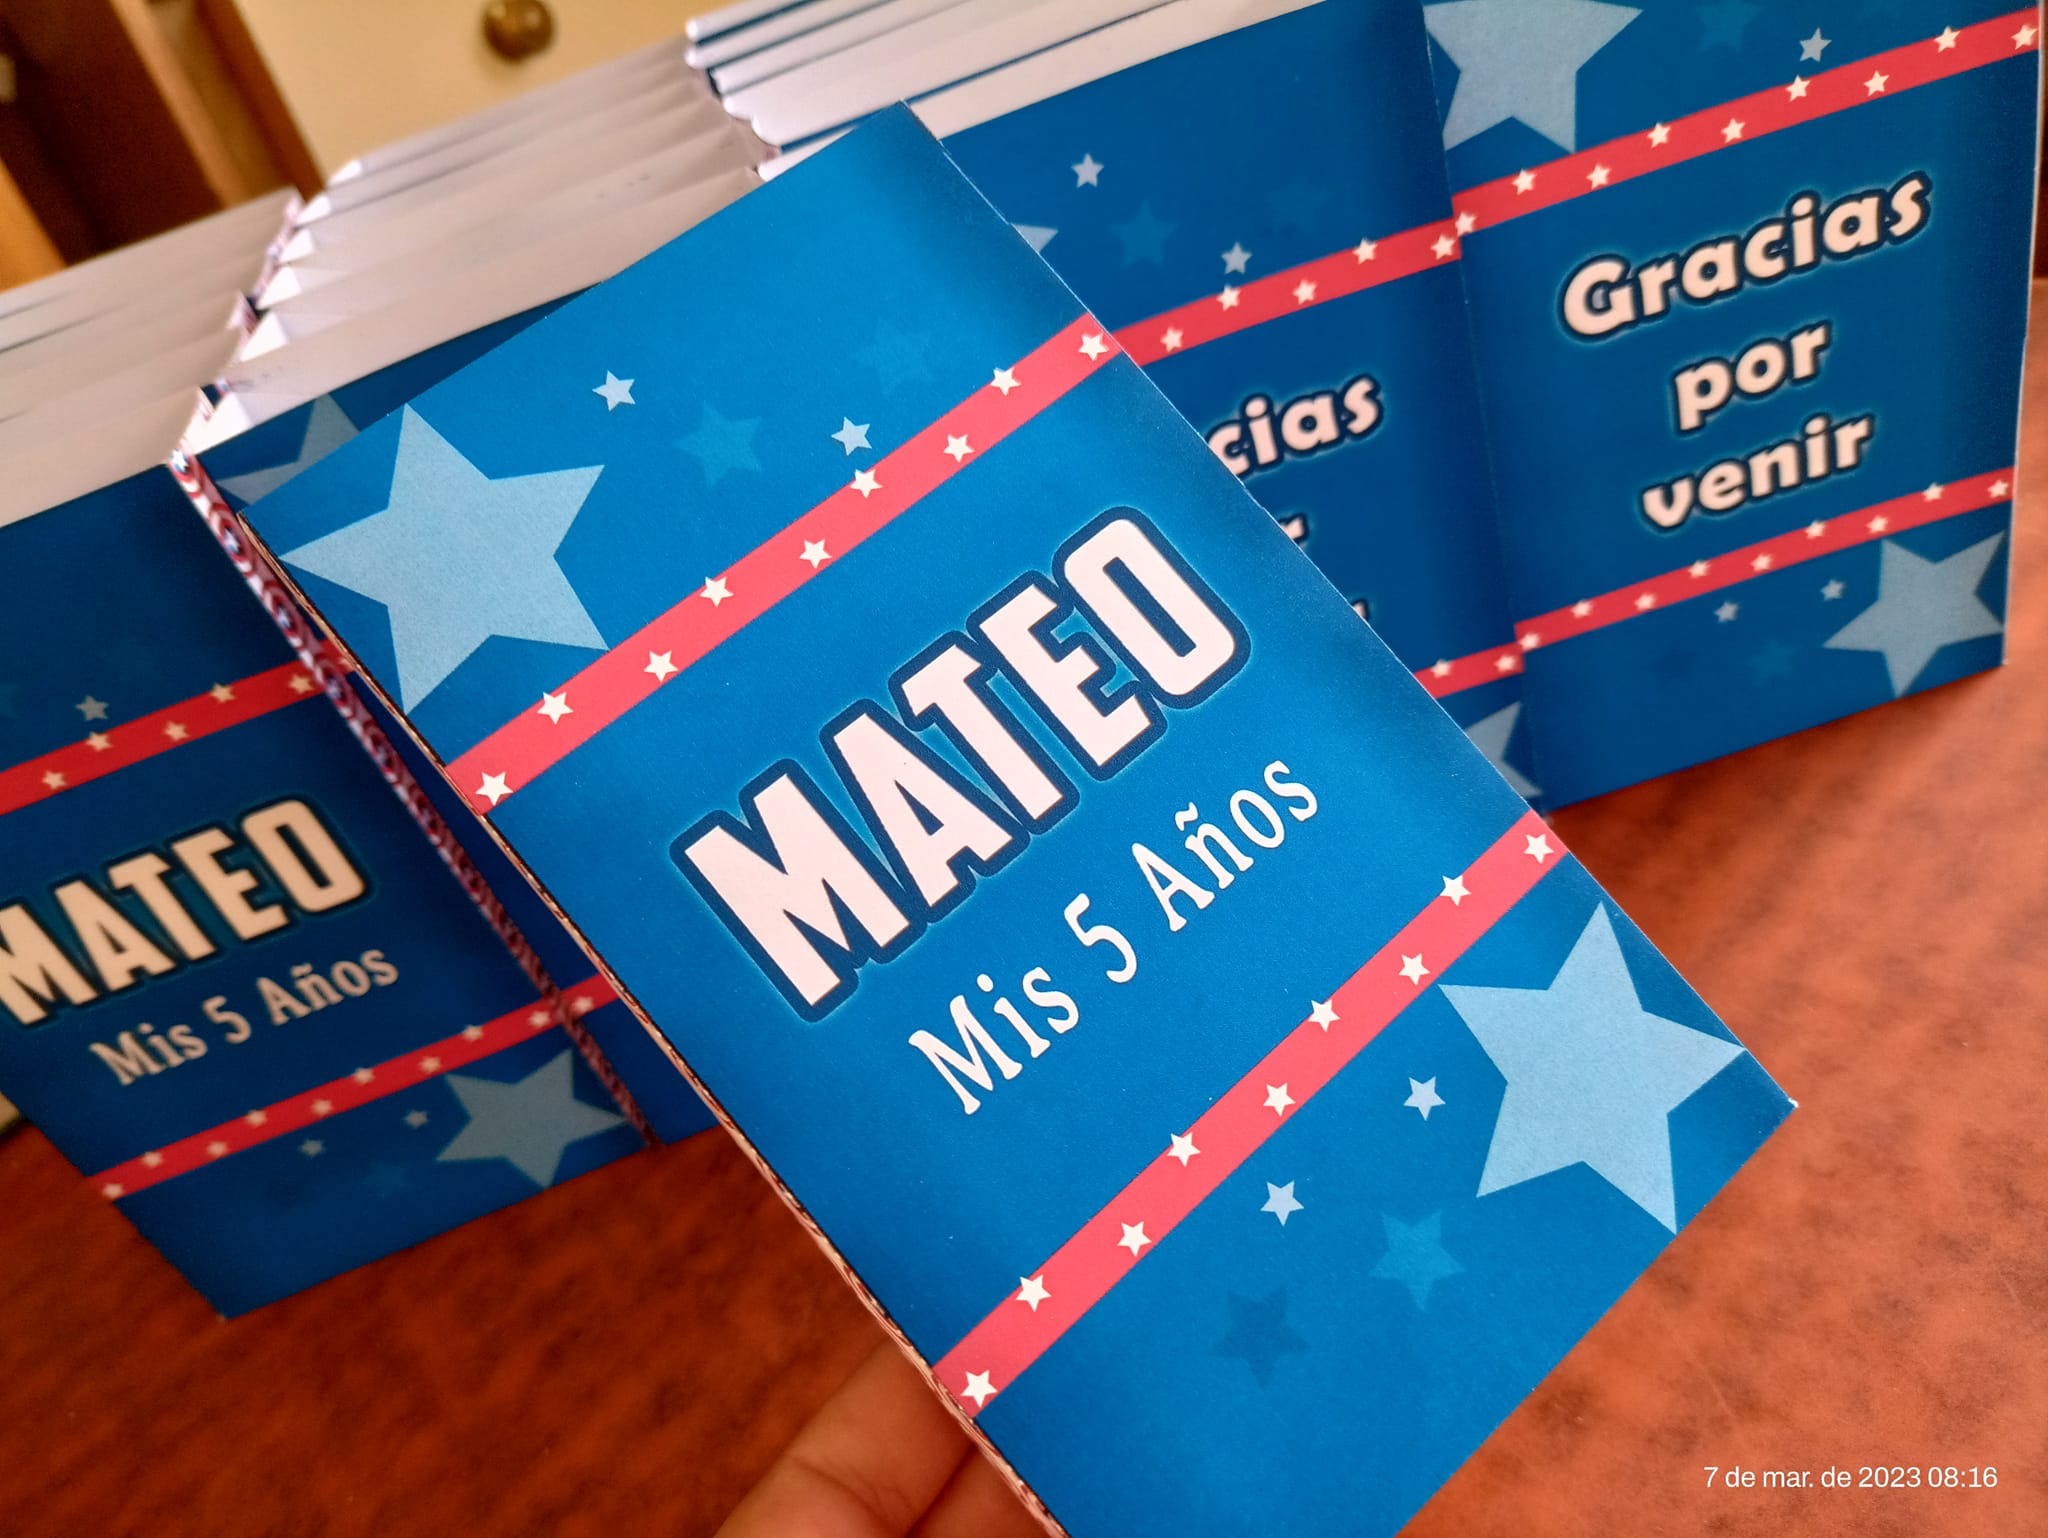 MATEO
Mis 5 Años
MATEO
Mis 5 Años
Gracias
por
venir
7 de mar. de 2023 08:16